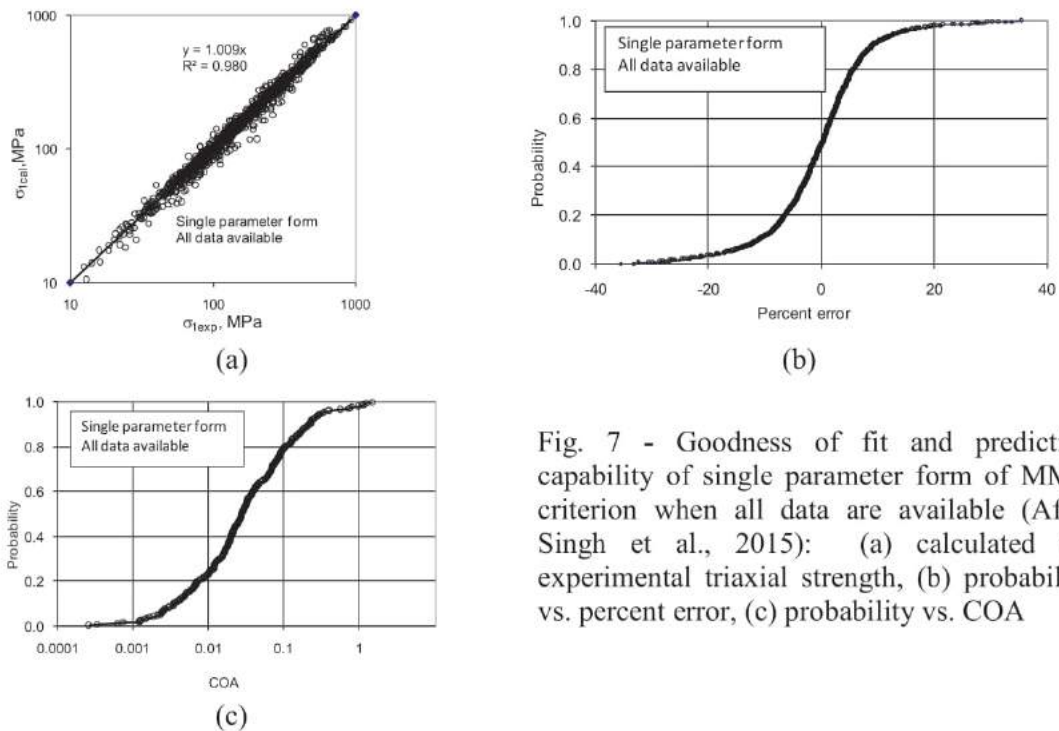 1000
y = 1.009x
R² = 0.980
σ1cal,MPa
100
Single parameter form
All data available
10
10 100 1000
σ1exp, MPa
(a)
1.0
Single parameter form
All data available
0.8
0.6
Probability
0.4
0.2
0.0
-40 -20 0 20 40
Percent error
(b)
1.0
Single parameter form
All data available
0.8
0.6
Probability
0.4
0.2
0.0
0.0001 0.001 0.01 0.1 1
COA
(c)
Fig. 7 - Goodness of fit and predicti
capability of single parameter form of
criterion when all data are available (Af
Singh et al., 2015): (a) calculated
experimental triaxial strength, (b) probabil
vs. percent error, (c) probability vs. COA